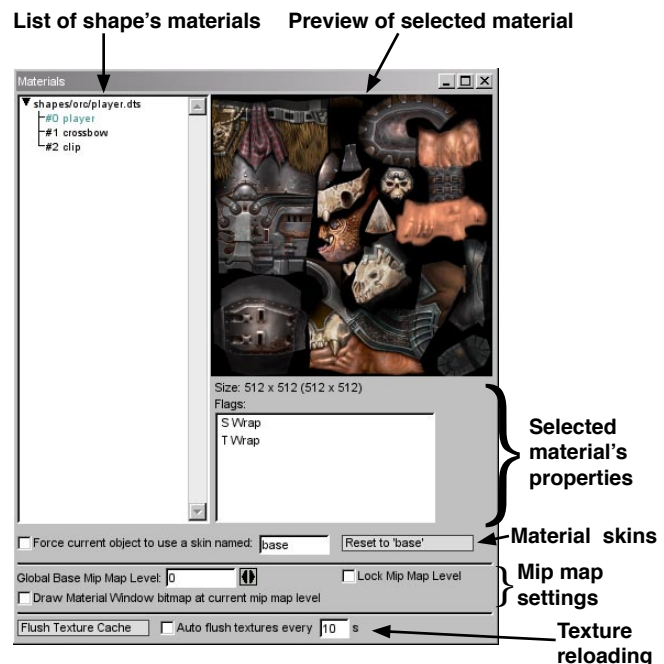 List of shape's materials
Preview of selected material
Materials
shapes/orc/player.dts
#0 player
#1 crossbow
#2 clip
Size: 512 x 512 (512 x 512)
Flags:
S Wrap
T Wrap
Selected
material's
properties
Force current object to use a skin named: base
Reset to 'base'
Material skins
Global Base Mip Map Level: 0
Lock Mip Map Level
Draw Material Window bitmap at current mip map level
Mip map
settings
Flush Texture Cache
Auto flush textures every 10 s
Texture
reloading